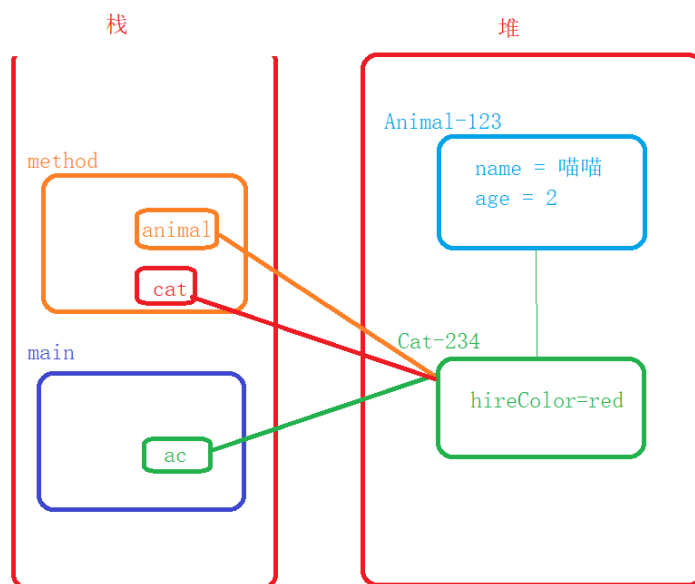 栈
堆
method
animal
cat
main
ac
Animal-123
name = 喵喵
age = 2
Cat-234
hireColor=red